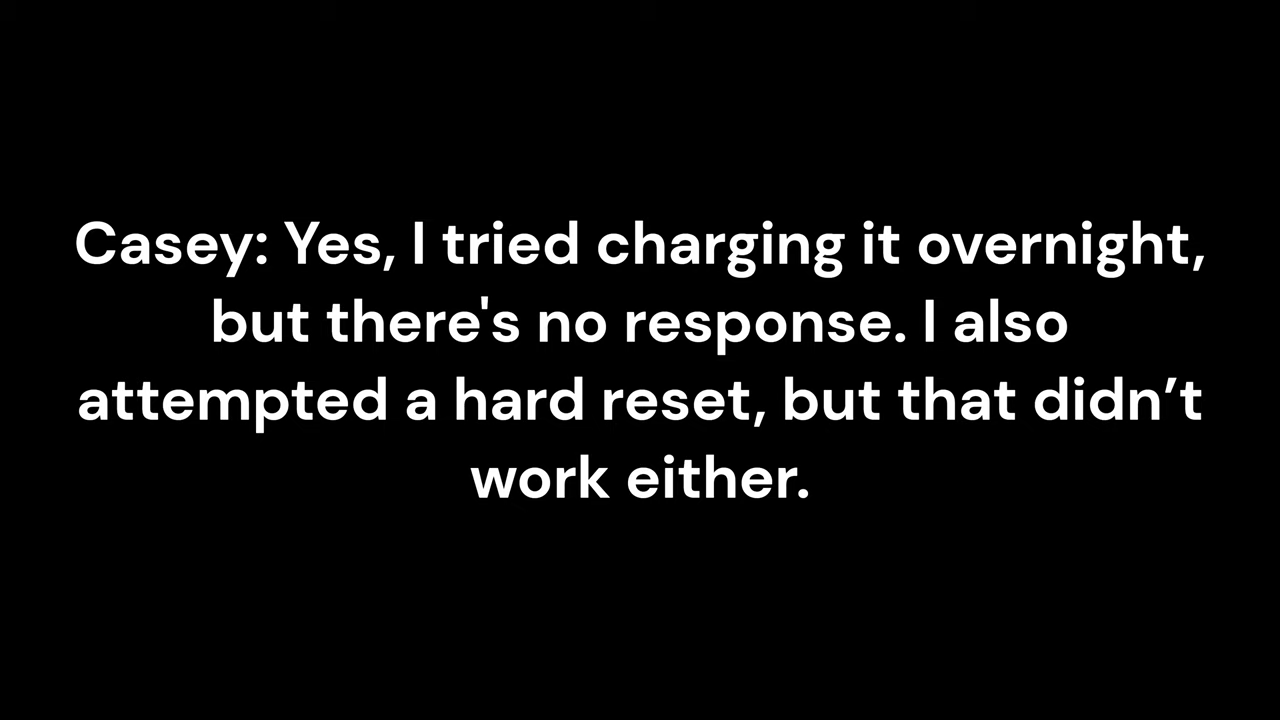 Casey: Yes, I tried charging it overnight,
but there's no response. I also
attempted a hard reset, but that didn’t
work either.